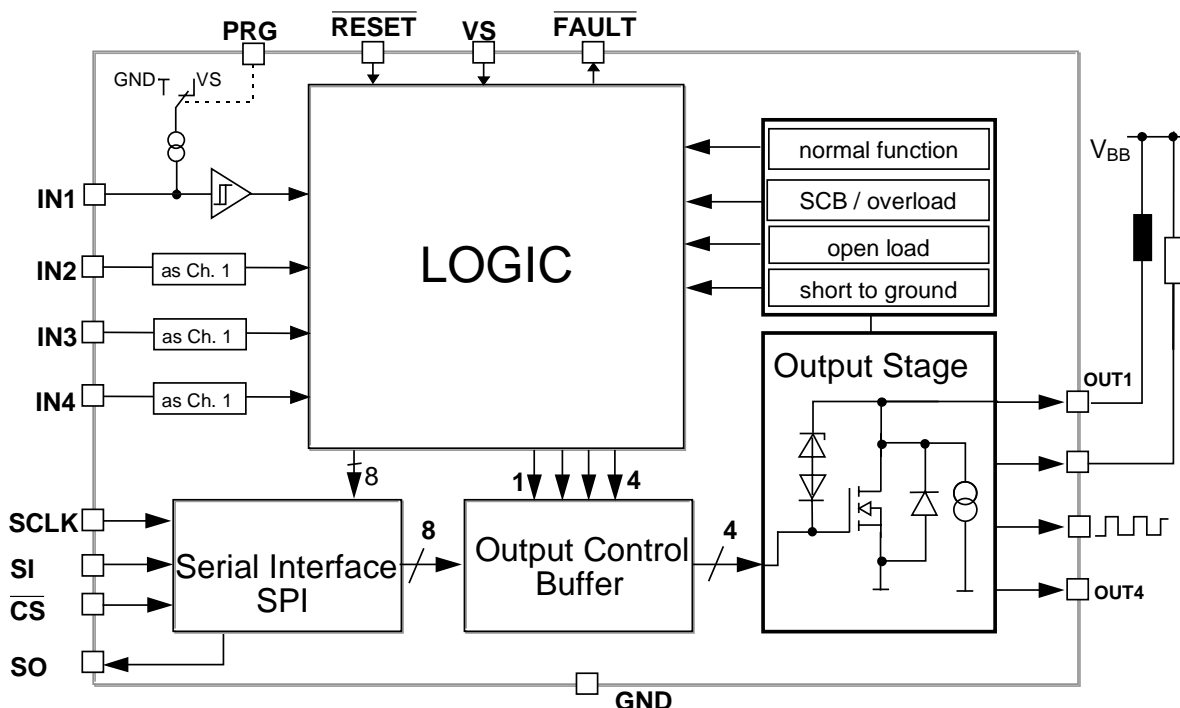 PRG
RESET
VS
FAULT
GND
VS
normal function
SCB / overload
open load
short to ground
VBB
IN1
LOGIC
IN2
as Ch. 1
IN3
as Ch. 1
IN4
as Ch. 1
Output Stage
OUT1
8
1
4
SCLK
SI
CS
SO
Serial Interface
SPI
8
Output Control
Buffer
4
OUT4
GND